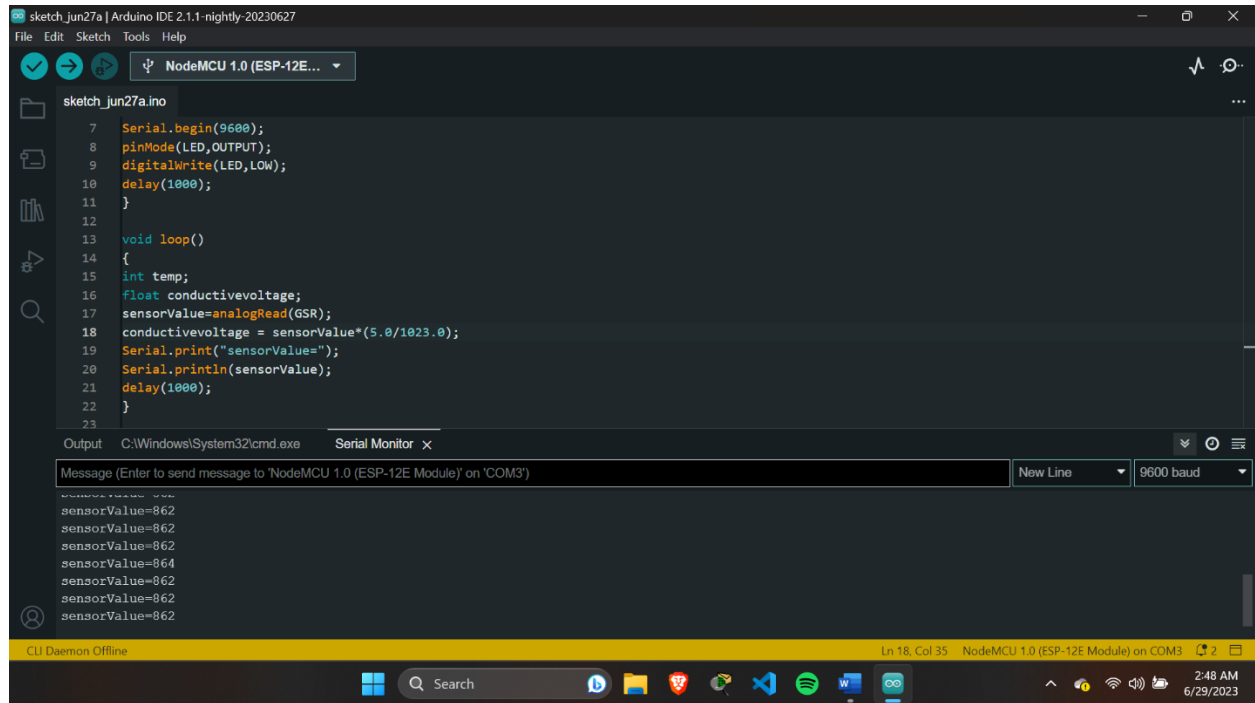 sketch_jun27a | Arduino IDE 2.1.1-nightly-20230627
File Edit Sketch Tools Help
NodeMCU 1.0 (ESP-12E...
sketch_jun27a.ino
7 Serial.begin(9600);
8 pinMode(LED,OUTPUT);
9 digitalWrite(LED,LOW);
10 delay(1000);
11 }
12
13 void loop()
14 {
15 int temp;
16 float conductivevoltage;
17 sensorValue=analogRead(GSR);
18 conductivevoltage = sensorValue*(5.0/1023.0);
19 Serial.print("sensorValue=");
20 Serial.println(sensorValue);
21 delay(1000);
22 }
23
Output C:\Windows\System32\cmd.exe Serial Monitor
Message (Enter to send message to 'NodeMCU 1.0 (ESP-12E Module)' on 'COM3') New Line 9600 baud
sensorValue=862
sensorValue=862
sensorValue=862
sensorValue=864
sensorValue=862
sensorValue=862
sensorValue=862
CLI Daemon Offline Ln 18, Col 35 NodeMCU 1.0 (ESP-12E Module) on COM3 2
Search 2:48 AM
6/29/2023